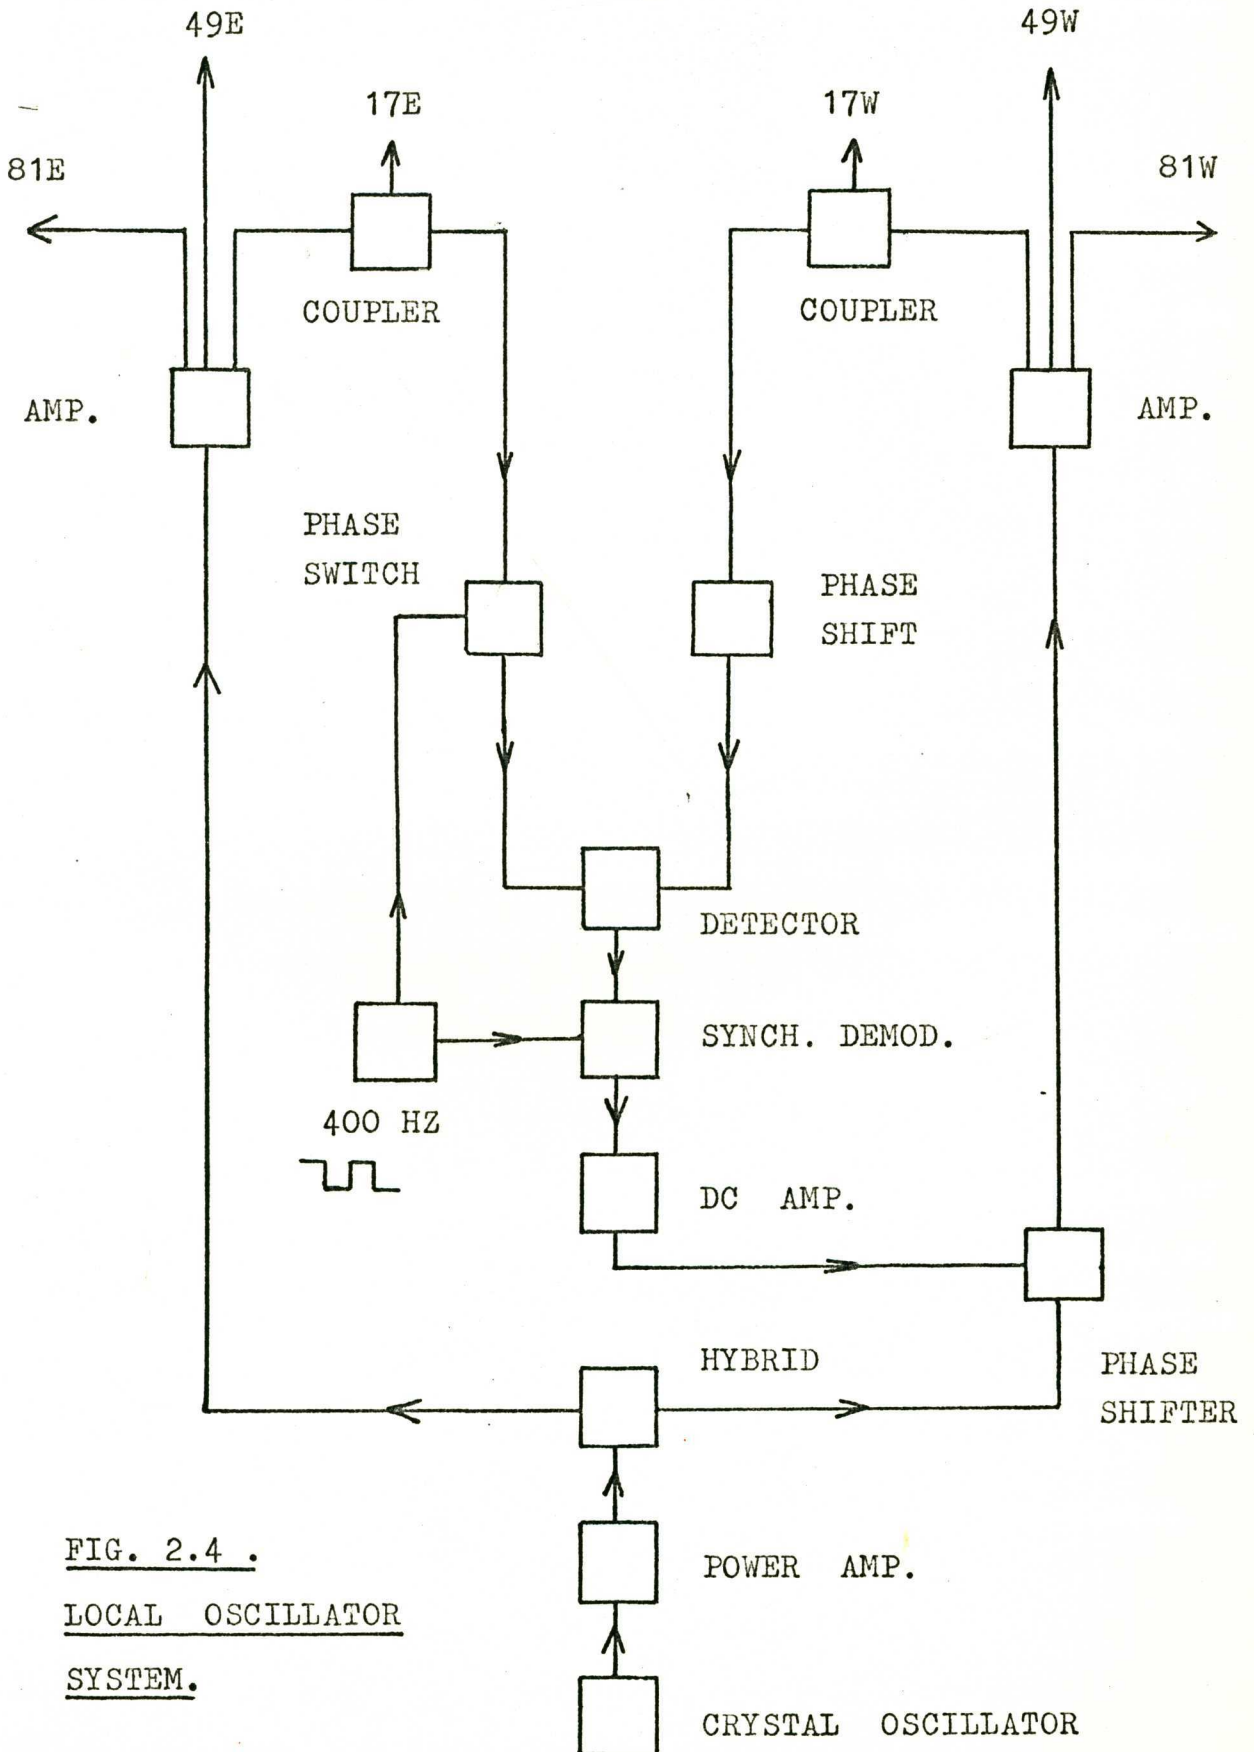 49E
49W
17E
17W
81E
81W
COUPLER
COUPLER
AMP.
AMP.
PHASE
SWITCH
PHASE
SHIFT
DETECTOR
SYNCH. DEMOD.
400 HZ
DC AMP.
HYBRID
PHASE
SHIFTER
POWER AMP.
CRYSTAL OSCILLATOR
FIG. 2.4 .
LOCAL OSCILLATOR
SYSTEM.